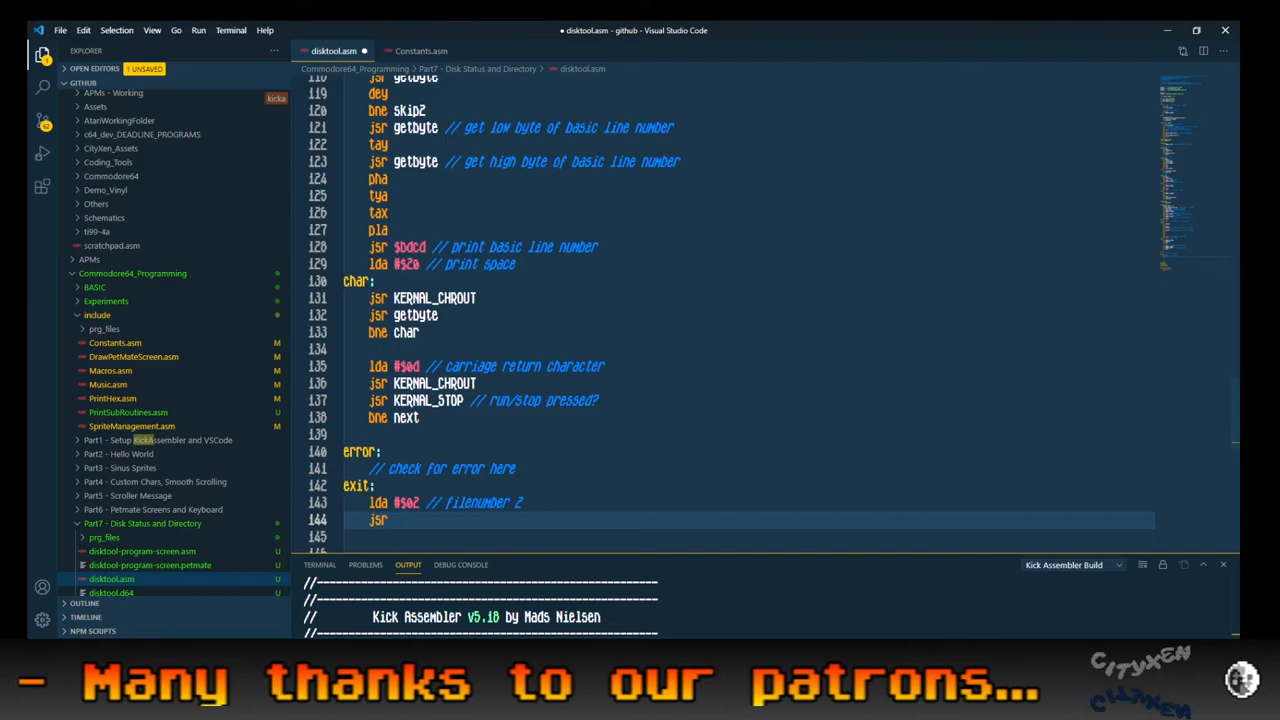 File Edit Selection View Go Run Terminal Help
● disktool.asm - github - Visual Studio Code
EXPLORER
disktool.asm
Constants.asm
OPEN EDITORS 1 UNSAVED
Commodore64_Programming > Part7 - Disk Status and Directory > disktool.asm
GITHUB
APMs - Working
kicka
Assets
AtariWorkingFolder
c64_dev_DEADLINE_PROGRAMS
CityXen_Assets
Coding_Tools
Commodore64
Demo_Vinyl
Others
Schematics
ti99-4a
scratchpad.asm
APMs
Commodore64_Programming
BASIC
Experiments
include
prg_files
Constants.asm M
DrawPetMateScreen.asm M
Macros.asm M
Music.asm M
PrintHex.asm M
PrintSubRoutines.asm U
SpriteManagement.asm M
Part1 - Setup KickAssembler and VSCode
Part2 - Hello World
Part3 - Sinus Sprites
Part4 - Custom Chars, Smooth Scrolling
Part5 - Scroller Message
Part6 - Petmate Screens and Keyboard
Part7 - Disk Status and Directory
prg_files
disktool-program-screen.asm U
disktool-program-screen.petmate U
disktool.asm U
disktool.d64 U
OUTLINE
TIMELINE
NPM SCRIPTS
118 jsr getbyte
119 dey
120 bne skip2
121 jsr getbyte // get low byte of basic line number
122 tay
123 jsr getbyte // get high byte of basic line number
124 pha
125 tya
126 tax
127 pla
128 jsr $bdcd // print basic line number
129 lda #$20 // print space
130 char:
131 jsr KERNAL_CHROUT
132 jsr getbyte
133 bne char
134
135 lda #$0d // carriage return character
136 jsr KERNAL_CHROUT
137 jsr KERNAL_STOP // run/stop pressed?
138 bne next
139
140 error:
141 // check for error here
142 exit:
143 lda #$02 // filenumber 2
144 jsr
145
TERMINAL PROBLEMS OUTPUT DEBUG CONSOLE
Kick Assembler Build
//------------------------------------------------------
//------------------------------------------------------
// Kick Assembler v5.18 by Mads Nielsen
//------------------------------------------------------
- Many thanks to our patrons...
CITYXEN
CITYXEN